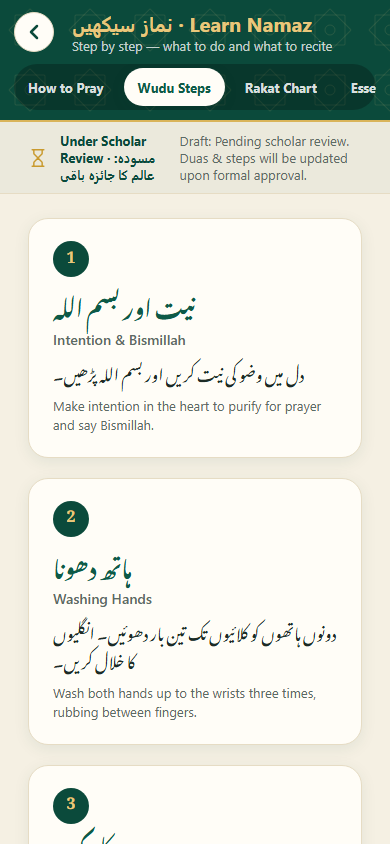 نماز سیکھیں · Learn Namaz
Step by step — what to do and what to recite
How to Pray
Wudu Steps
Rakat Chart
Esse
Under Scholar
Review · مسودہ:
عالم کا جائزہ باقی
Draft: Pending scholar review.
Duas & steps will be updated
upon formal approval.
1
نیت اور بسم اللہ
Intention & Bismillah
دل میں وضو کی نیت کریں اور بسم اللہ پڑھیں۔
Make intention in the heart to purify for prayer
and say Bismillah.
2
ہاتھ دھونا
Washing Hands
دونوں ہاتھوں کو کلائیوں تک تین بار دھوئیں۔ انگلیوں
کا خلال کریں۔
Wash both hands up to the wrists three times,
rubbing between fingers.
3